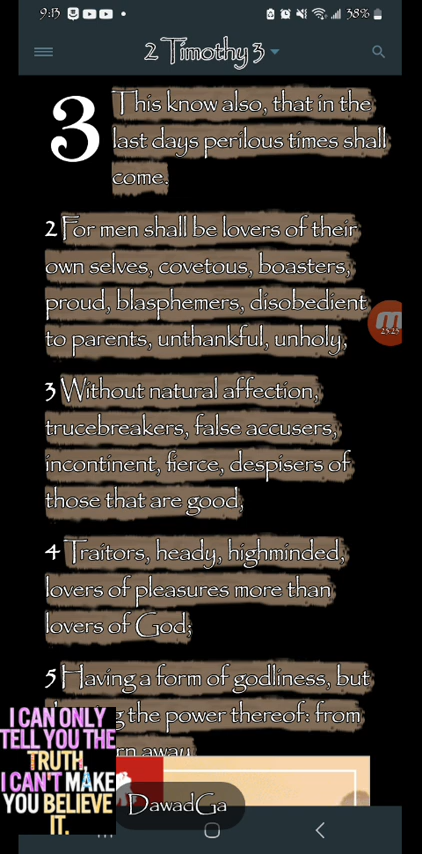 9:13
38%
2 Timothy 3
3 This know also, that in the
last days perilous times shall
come.
2 For men shall be lovers of their
own selves, covetous, boasters,
proud, blasphemers, disobedient
to parents, unthankful, unholy,
3 Without natural affection,
trucebreakers, false accusers,
incontinent, fierce, despisers of
those that are good,
4 Traitors, heady, highminded,
lovers of pleasures more than
lovers of God;
5 Having a form of godliness, but
the power thereof: from
away.
I CAN ONLY
TELL YOU THE
TRUTH,
I CAN'T MAKE
YOU BELIEVE
IT.
DawadGa